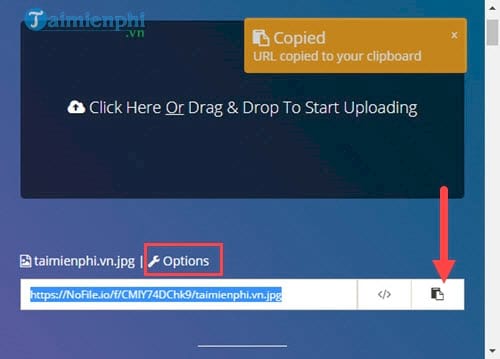 Taimienphi
.vn
Copied
x
URL copied to your clipboard
Click Here Or Drag & Drop To Start Uploading
taimienphi.vn.jpg | Options
https://NoFile.io/f/CMlY74DChk9/taimienphi.vn.jpg
</>